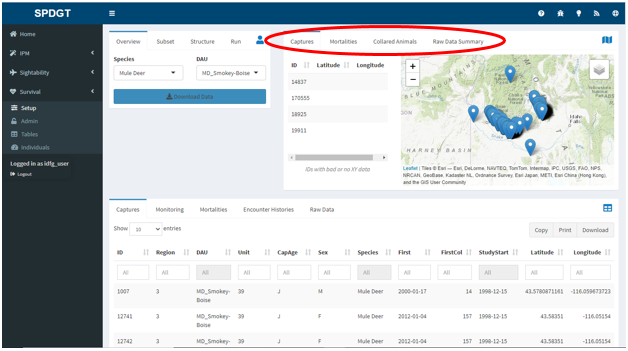 SPDGT
Home
IPM
Sightability
Survival
Setup
Admin
Tables
Individuals
Logged in as idfg_user
Logout
Overview Subset Structure Run
Species DAU
Mule Deer MD_Smokey-Boise
Download Data
Captures Mortalities Collared Animals Raw Data Summary
ID Latitude Longitude
14837
170555
18925
19911
IDs with bad or no XY data
+
−
BLUE MOUNTAINS
Idaho Falls
HARNEY BASIN
Leaflet | Tiles © Esri — Esri, DeLorme, NAVTEQ, TomTom, Intermap, iPC, USGS, FAO, NPS,
NRCAN, GeoBase, Kadaster NL, Ordnance Survey, Esri Japan, METI, Esri China (Hong Kong),
and the GIS User Community
Captures Monitoring Mortalities Encounter Histories Raw Data
Show 10 entries
Copy Print Download
ID Region DAU Unit CapAge Sex Species First FirstCol StudyStart Latitude Longitude
All All All All All All All All All All All All
1007 3 MD_Smokey-Boise 39 J M Mule Deer 2000-01-17 14 1998-12-15 43.5780871161 -116.059673723
12741 3 MD_Smokey-Boise 39 J F Mule Deer 2012-01-04 157 1998-12-15 43.58351 -116.05154
12742 3 MD_Smokey- 39 J F Mule Deer 2012-01-04 157 1998-12-15 43.58351 -116.05154